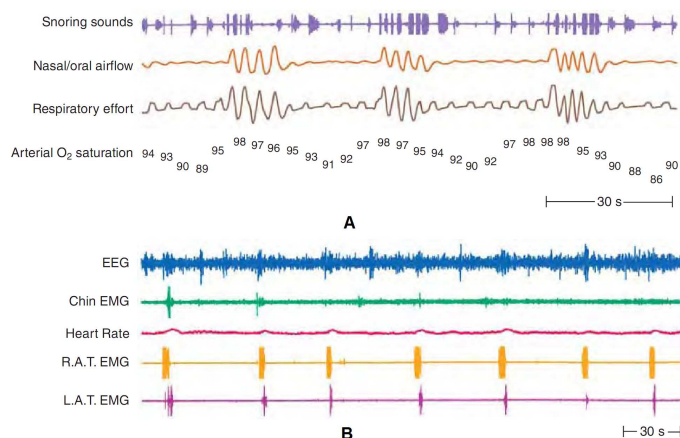 Snoring sounds
Nasal/oral airflow
Respiratory effort
Arterial O₂ saturation 94 93 90 89 95 98 97 96 95 93 91 92 97 98 97 95 94 92 90 92 97 98 98 98 95 93 90 88 86 90
30 s
A
EEG
Chin EMG
Heart Rate
R.A.T. EMG
L.A.T. EMG
30 s
B